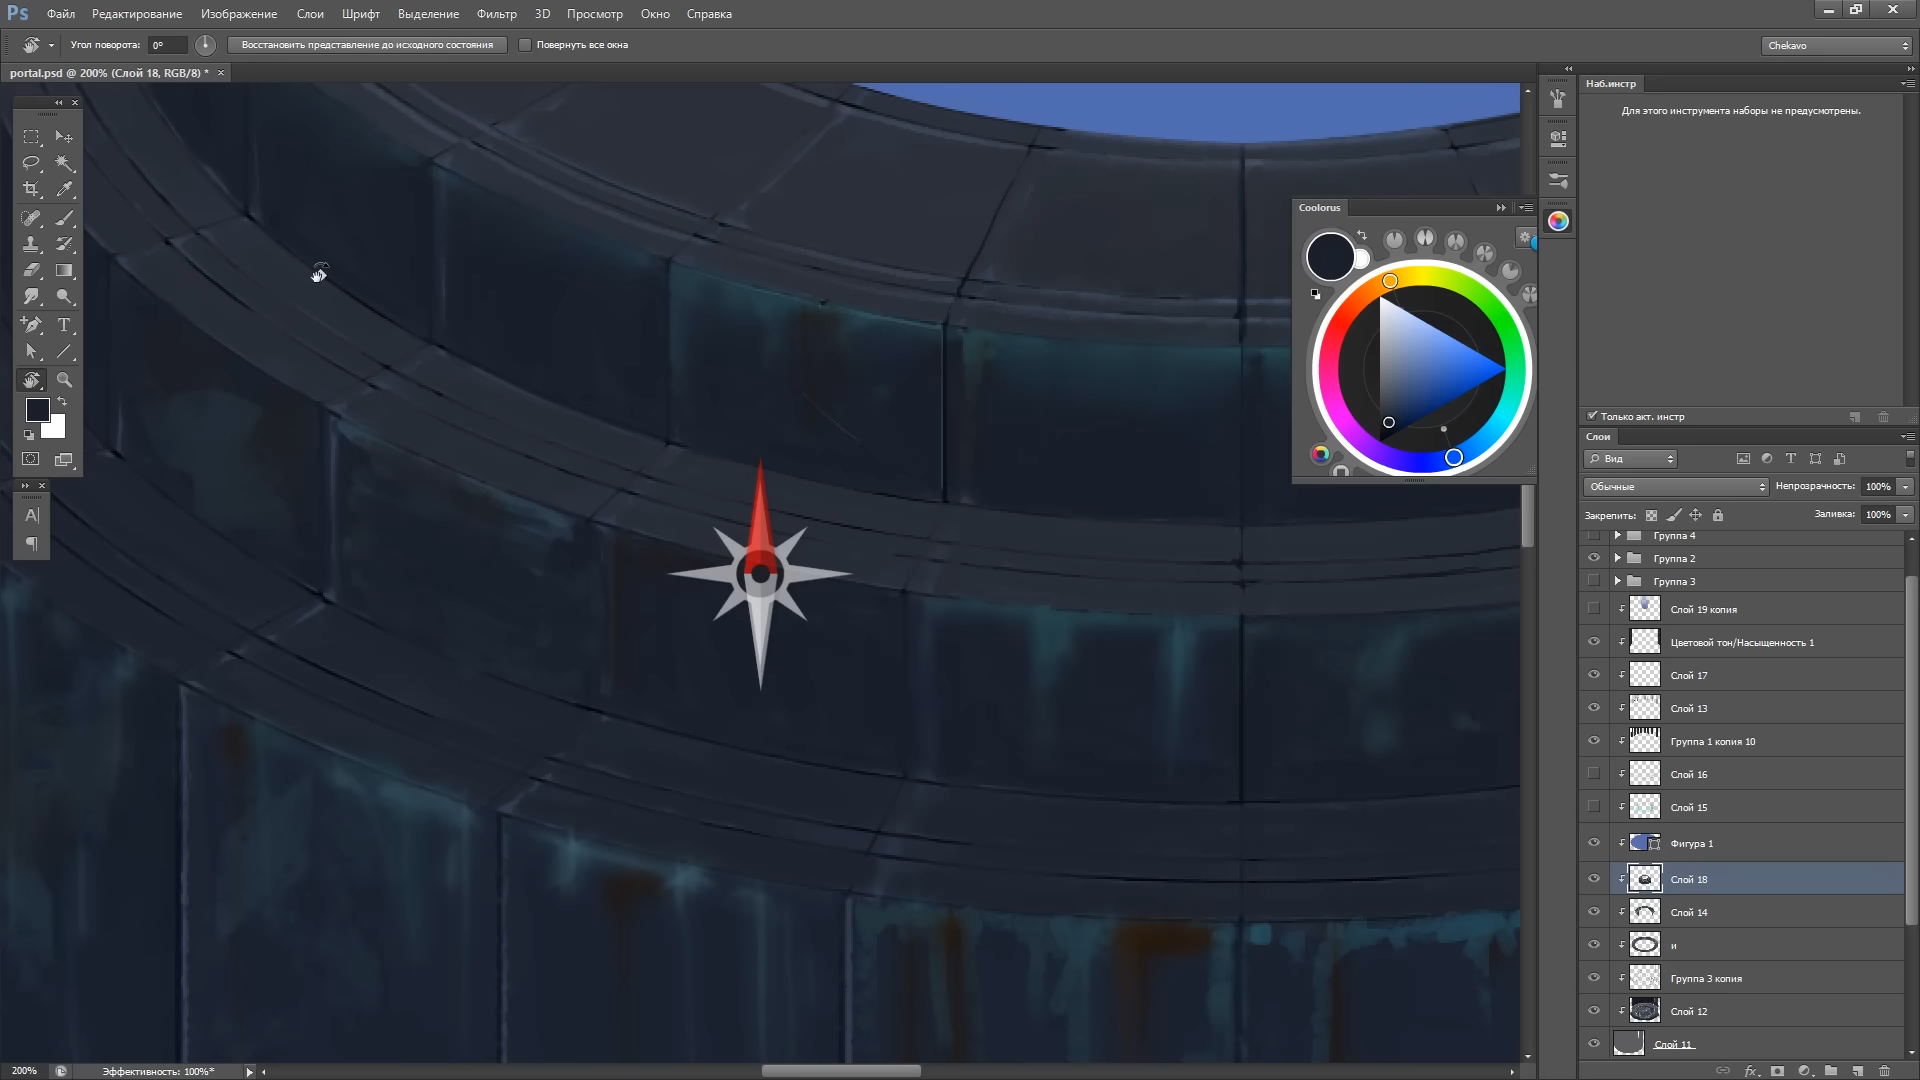 Ps Файл Редактирование Изображение Слои Шрифт Выделение Фильтр 3D Просмотр Окно Справка
Угол поворота: 0° Восстановить представление до исходного состояния Повернуть все окна Chekavo
portal.psd @ 200% (Слой 18, RGB/8) *
Наб.инстр
Для этого инструмента наборы не предусмотрены.
Coolorus
Только акт. инстр
Слои
Вид
Обычные Непрозрачность: 100%
Закрепить: Заливка: 100%
Группа 4
Группа 2
Группа 3
Слой 19 копия
Цветовой тон/Насыщенность 1
Слой 17
Слой 13
Группа 1 копия 10
Слой 16
Слой 15
Фигура 1
Слой 18
Слой 14
и
Группа 3 копия
Слой 12
Слой 11
200% Эффективность: 100%*